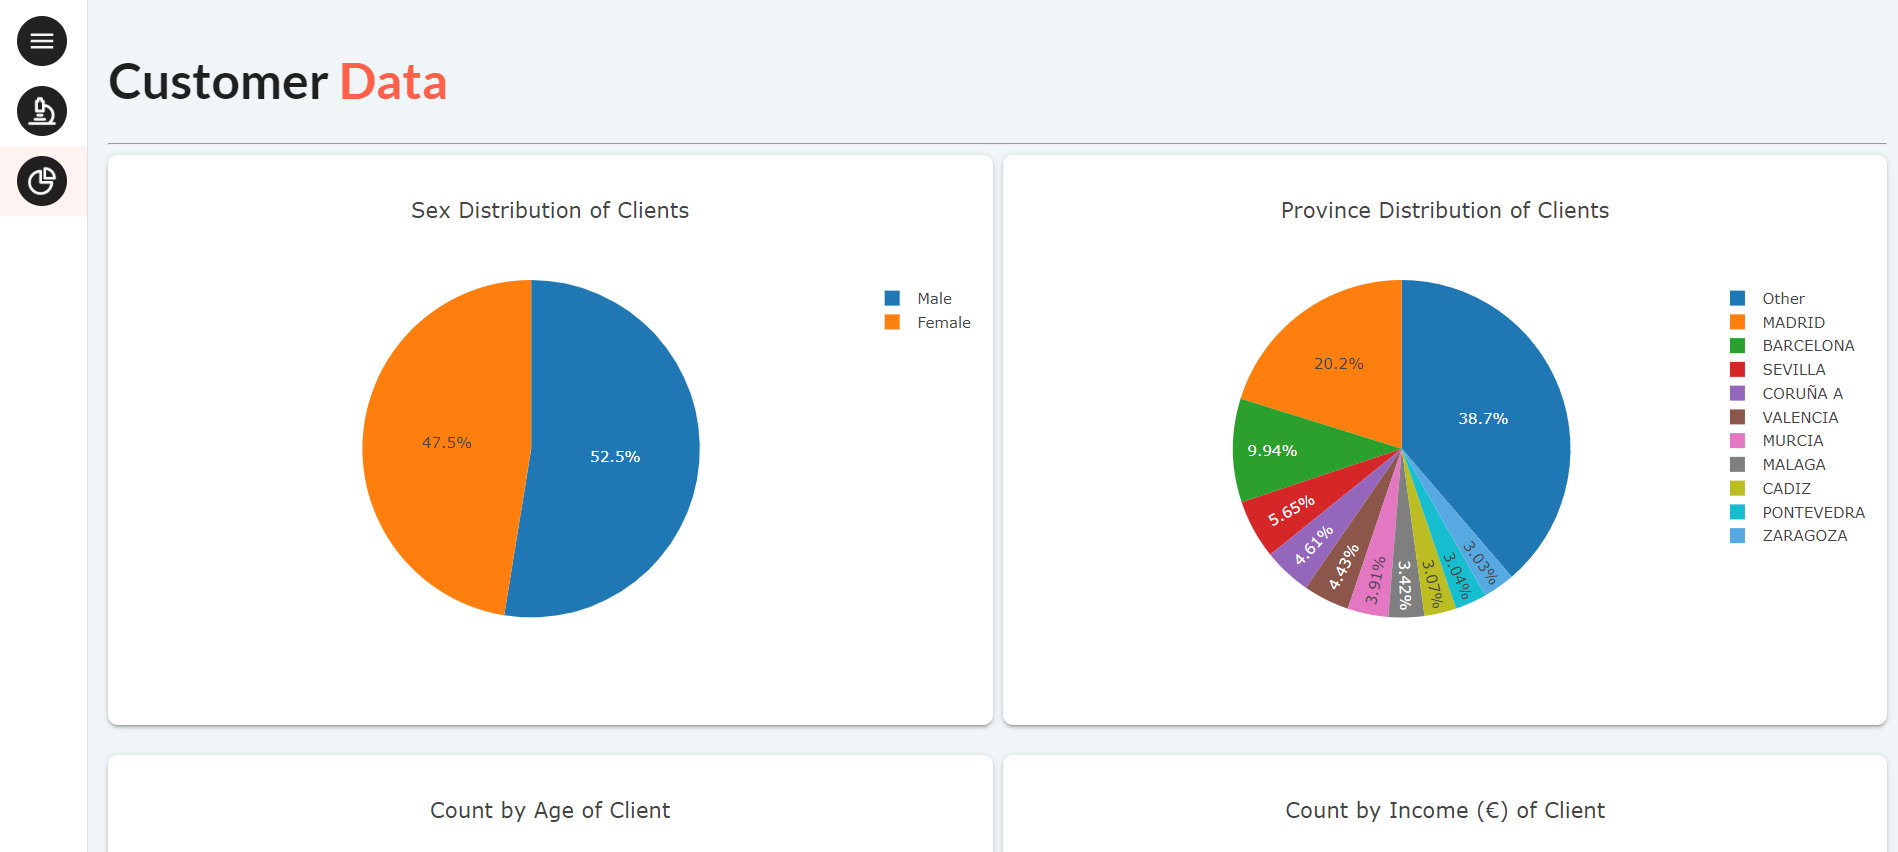 Customer Data
Sex Distribution of Clients
Male
Female
47.5%
52.5%
Province Distribution of Clients
Other
MADRID
BARCELONA
SEVILLA
CORUÑA A
VALENCIA
MURCIA
MALAGA
CADIZ
PONTEVEDRA
ZARAGOZA
20.2%
38.7%
9.94%
5.65%
4.61%
4.43%
3.91%
3.42%
3.07%
3.04%
3.03%
Count by Age of Client
Count by Income (€) of Client